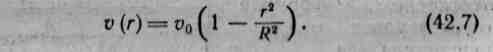 v (r) = v₀ (1 − r²/R²). (42.7)